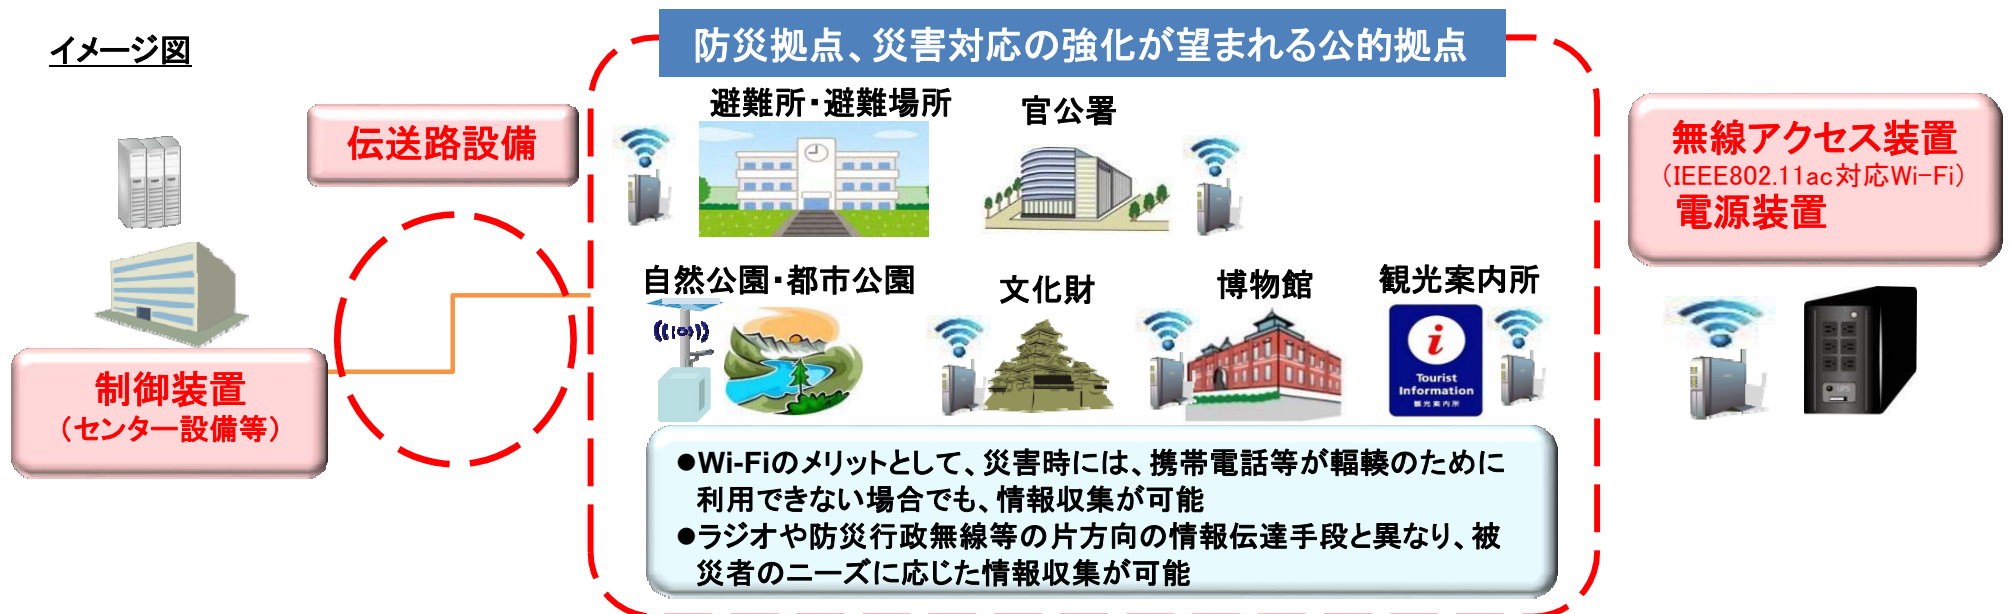 イメージ図
防災拠点、災害対応の強化が望まれる公的拠点
伝送路設備
避難所・避難場所
官公署
無線アクセス装置
（IEEE802.11ac対応Wi-Fi）
電源装置
自然公園・都市公園
文化財
博物館
観光案内所
i
Tourist
Information
観光案内所
UPS
制御装置
（センター設備等）
●Wi-Fiのメリットとして、災害時には、携帯電話等が輻輳のために
利用できない場合でも、情報収集が可能
●ラジオや防災行政無線等の片方向の情報伝達手段と異なり、被
災者のニーズに応じた情報収集が可能